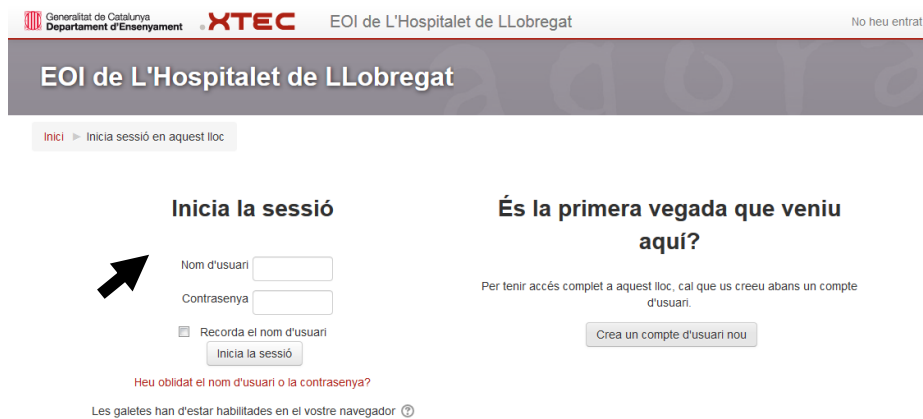 Generalitat de Catalunya
Departament d'Ensenyament
XTEC
EOI de L'Hospitalet de LLobregat
No heu entrat
EOI de L'Hospitalet de LLobregat
Inici ► Inicia sessió en aquest lloc
Inicia la sessió
Nom d'usuari
Contrasenya
Recorda el nom d'usuari
Inicia la sessió
Heu oblidat el nom d'usuari o la contrasenya?
Les galetes han d'estar habilitades en el vostre navegador
És la primera vegada que veniu
aquí?
Per tenir accés complet a aquest lloc, cal que us creeu abans un compte
d'usuari.
Crea un compte d'usuari nou